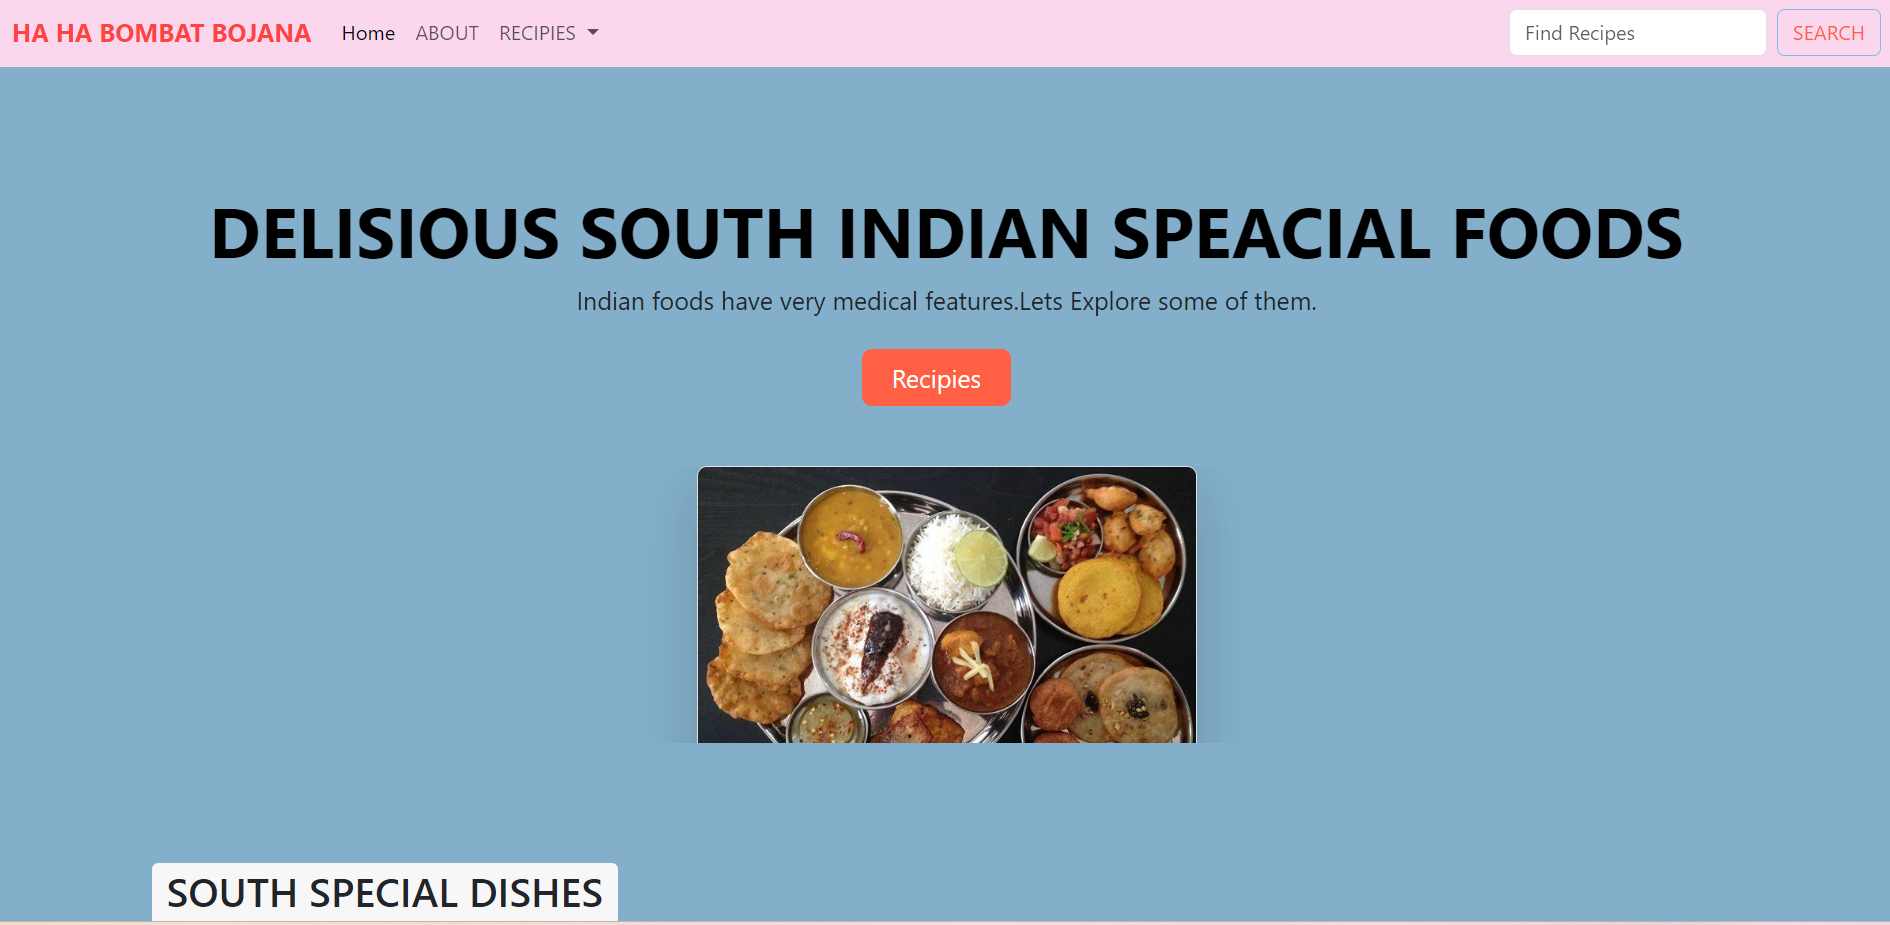 HA HA BOMBAT BOJANA Home ABOUT RECIPIES Find Recipes SEARCH
DELISIOUS SOUTH INDIAN SPEACIAL FOODS
Indian foods have very medical features.Lets Explore some of them.
Recipies
SOUTH SPECIAL DISHES